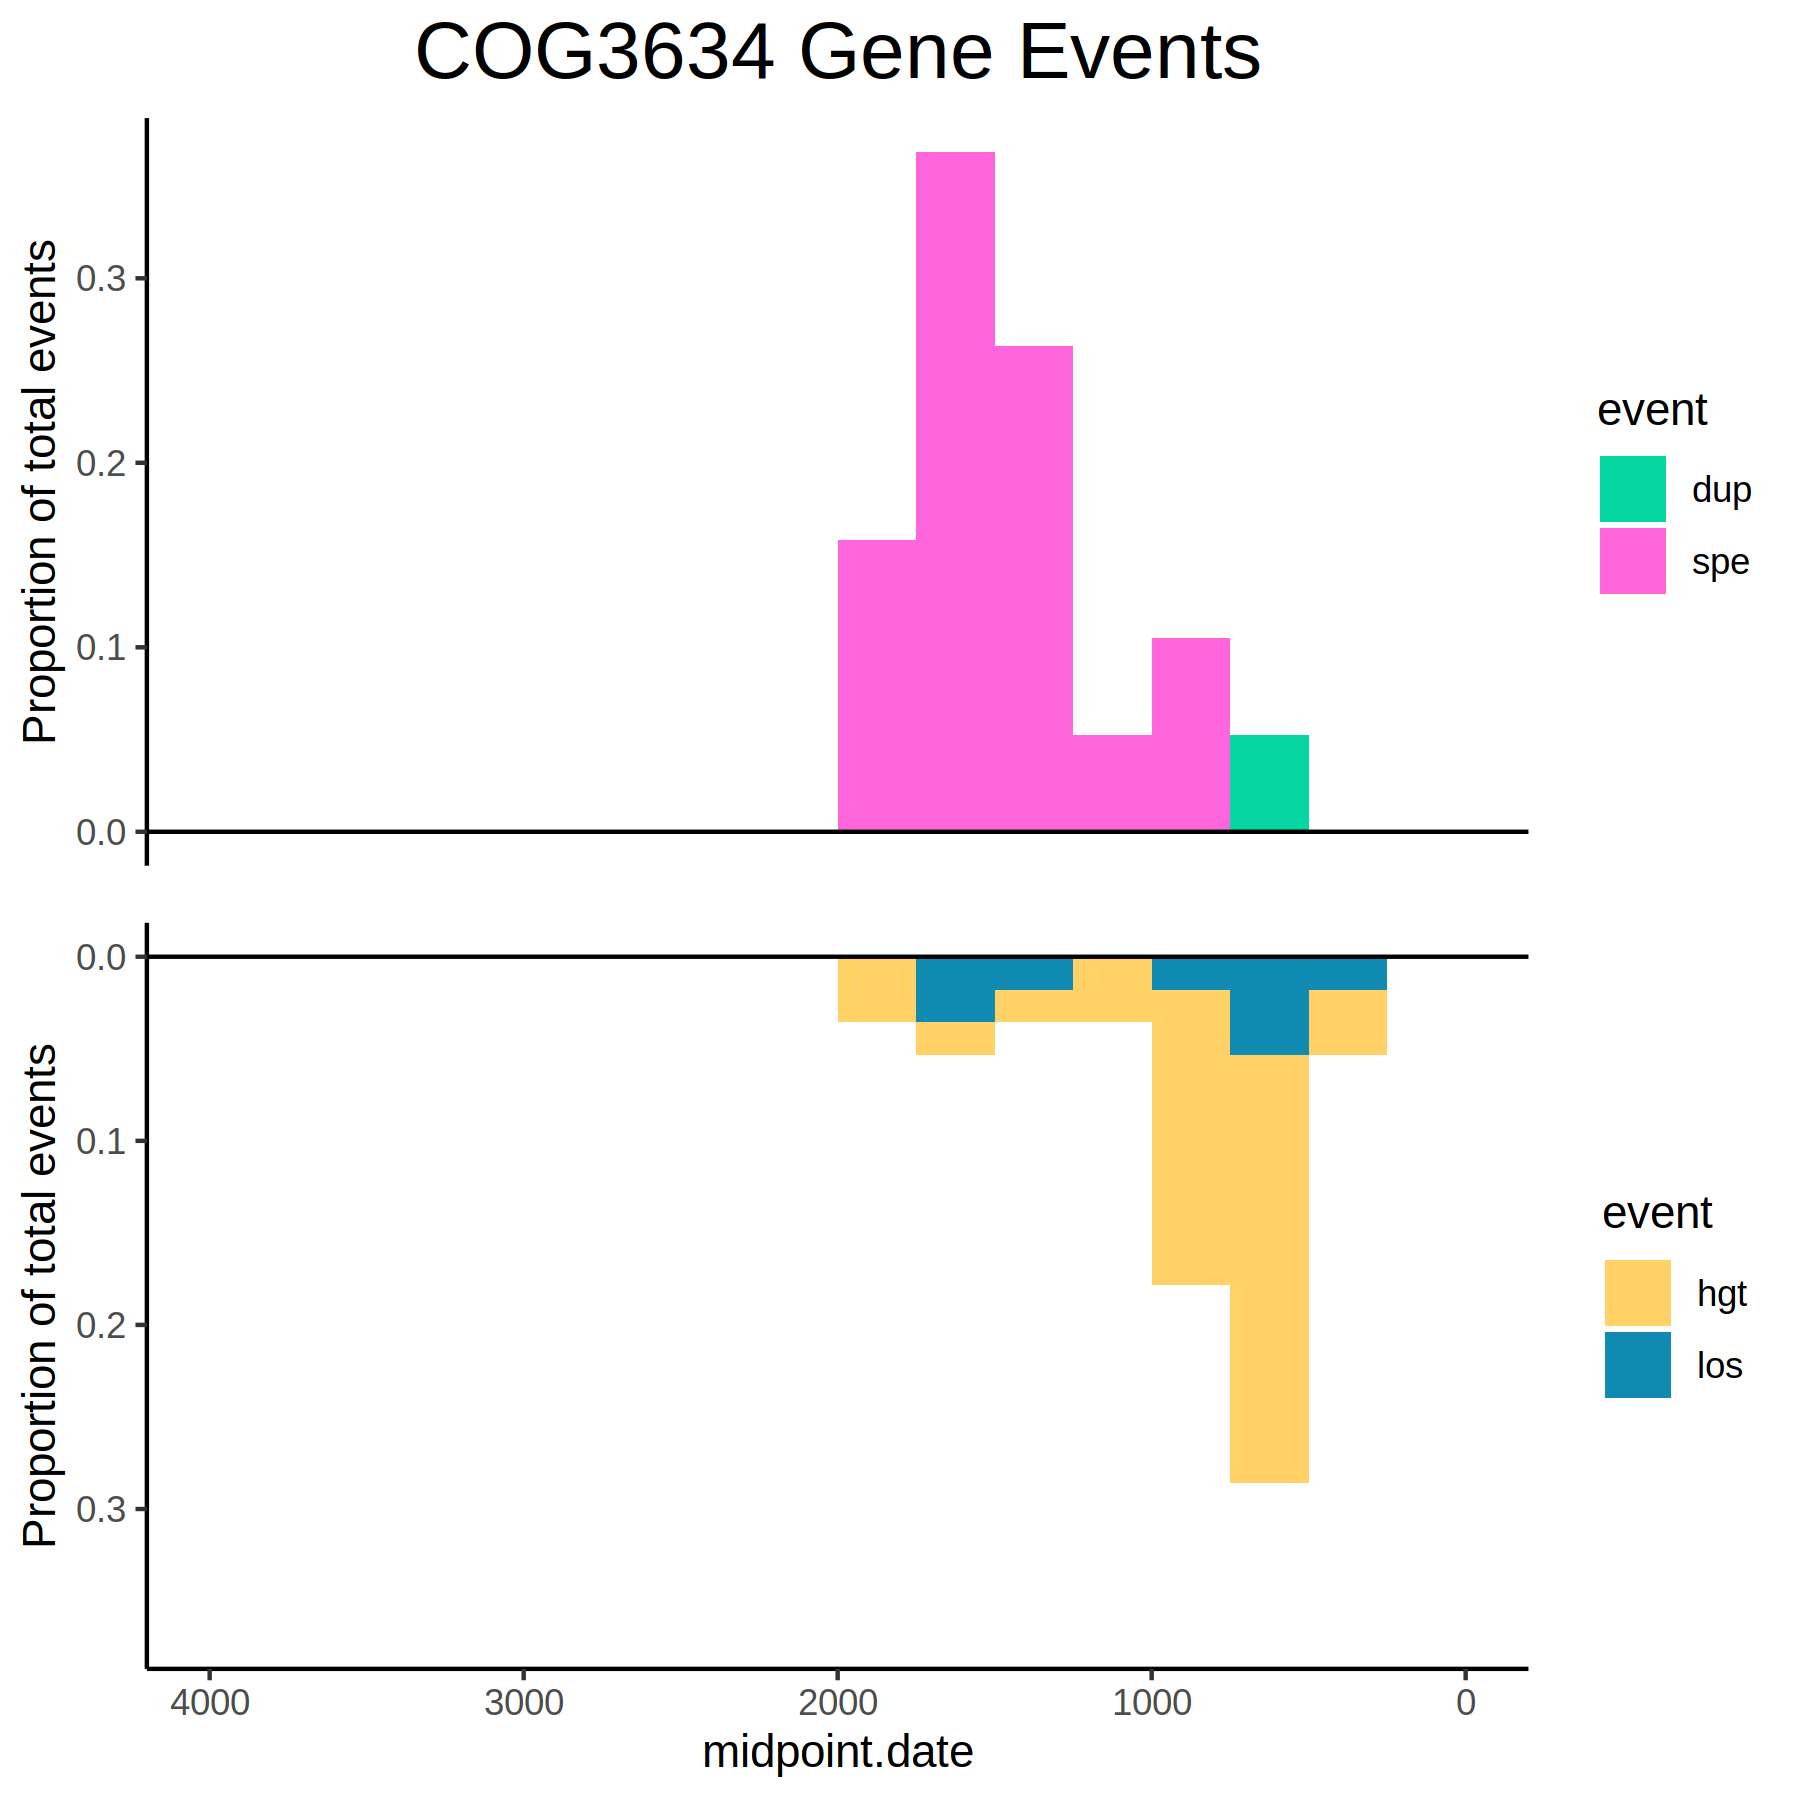 COG3634 Gene Events
Proportion of total events
0.3
0.2
0.1
0.0
event
dup
spe
Proportion of total events
0.0
0.1
0.2
0.3
event
hgt
los
4000 3000 2000 1000 0
midpoint.date